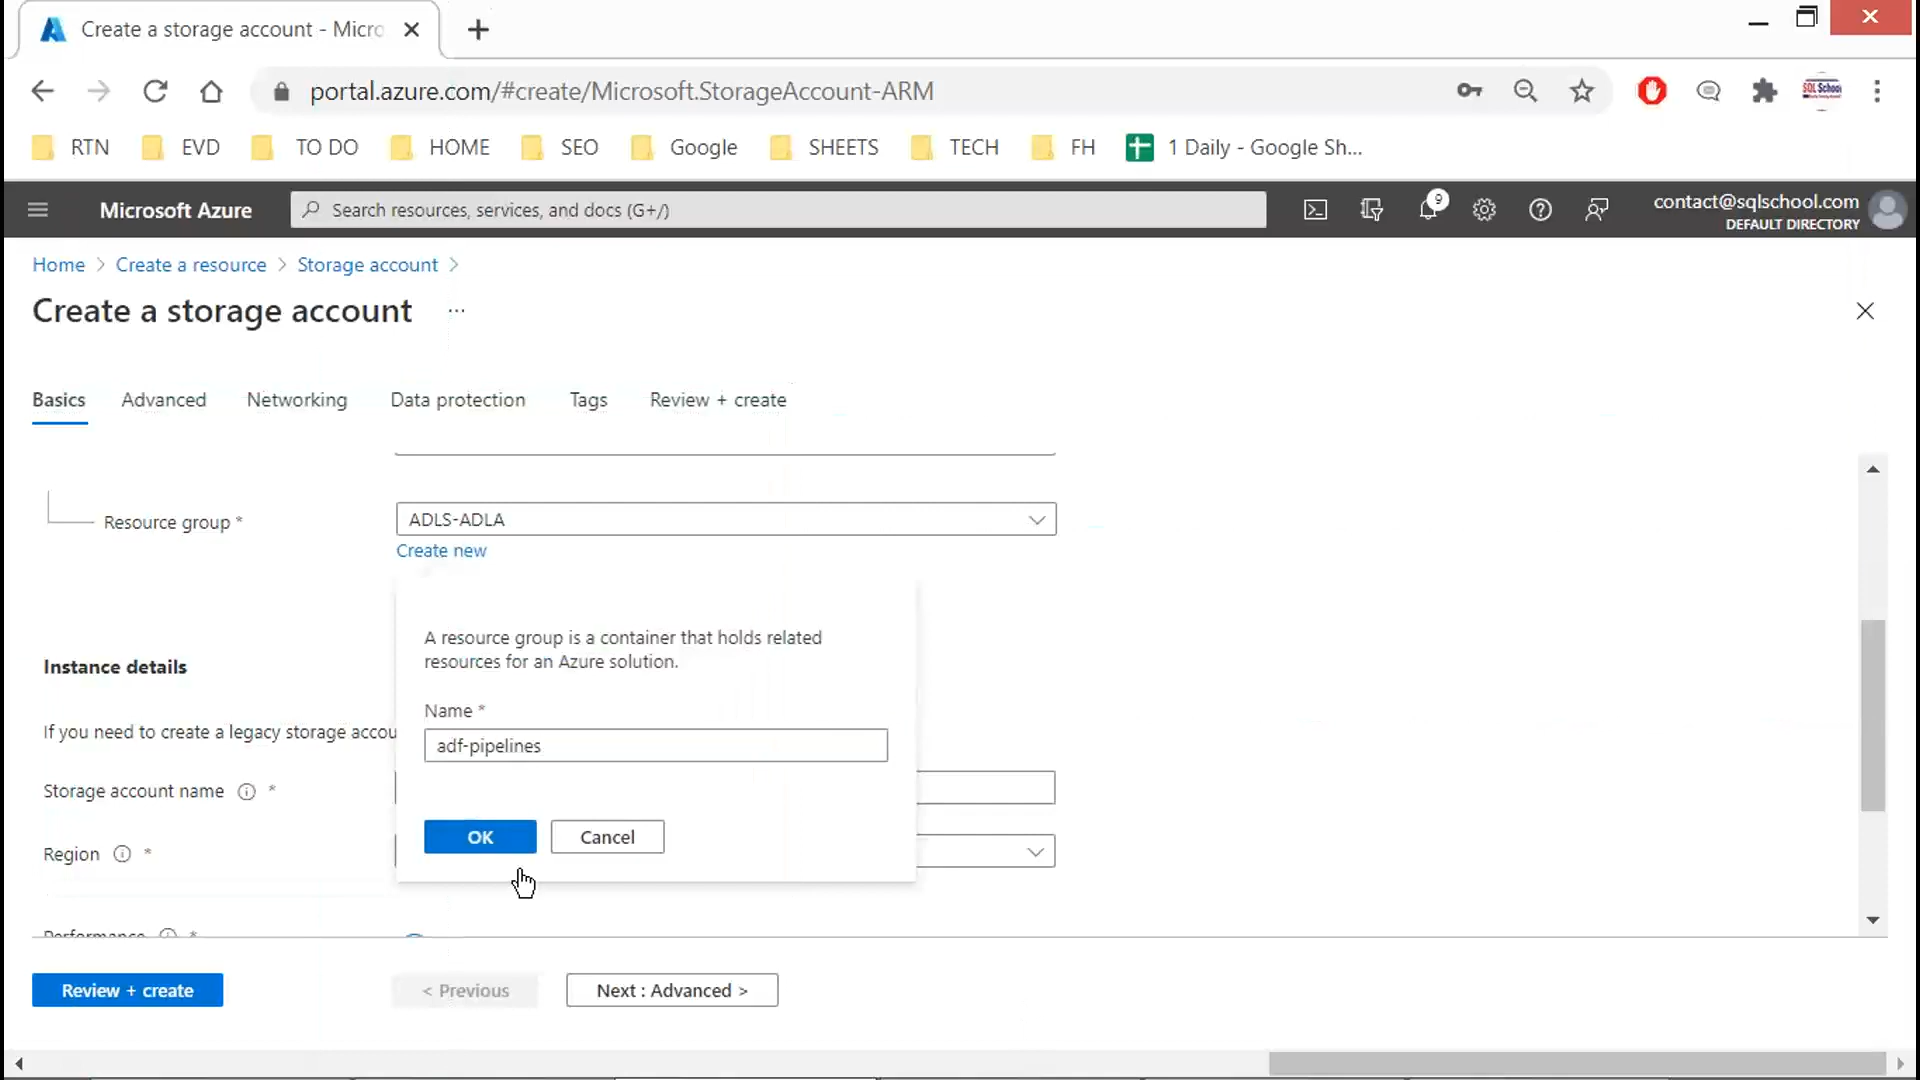 Create a storage account - Micro
portal.azure.com/#create/Microsoft.StorageAccount-ARM
SQL School
RTN EVD TO DO HOME SEO Google SHEETS TECH FH 1 Daily - Google Sh...
Microsoft Azure
Search resources, services, and docs (G+/)
9
contact@sqlschool.com
DEFAULT DIRECTORY
Home > Create a resource > Storage account >
Create a storage account ...
Basics Advanced Networking Data protection Tags Review + create
Resource group *
ADLS-ADLA
Create new
A resource group is a container that holds related
resources for an Azure solution.
Name *
adf-pipelines
OK Cancel
Instance details
If you need to create a legacy storage accou
Storage account name *
Region *
Performance *
Review + create < Previous Next : Advanced >